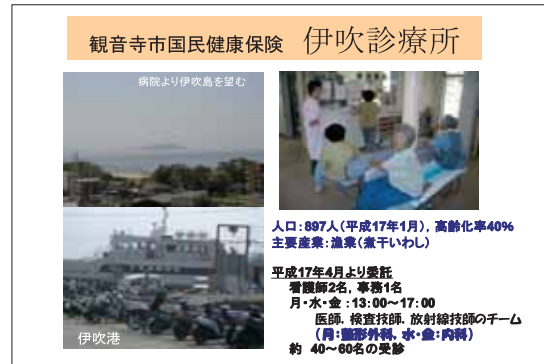 観音寺市国民健康保険 伊吹診療所
病院より伊吹島を望む
伊吹港
人口:897人(平成17年1月),高齢化率40%
主要産業:漁業(煮干いわし)
平成17年4月より委託
看護師2名,事務1名
月・水・金:13:00~17:00
医師,検査技師,放射線技師のチーム
(月:整形外科,水・金:内科)
約 40~60名の受診